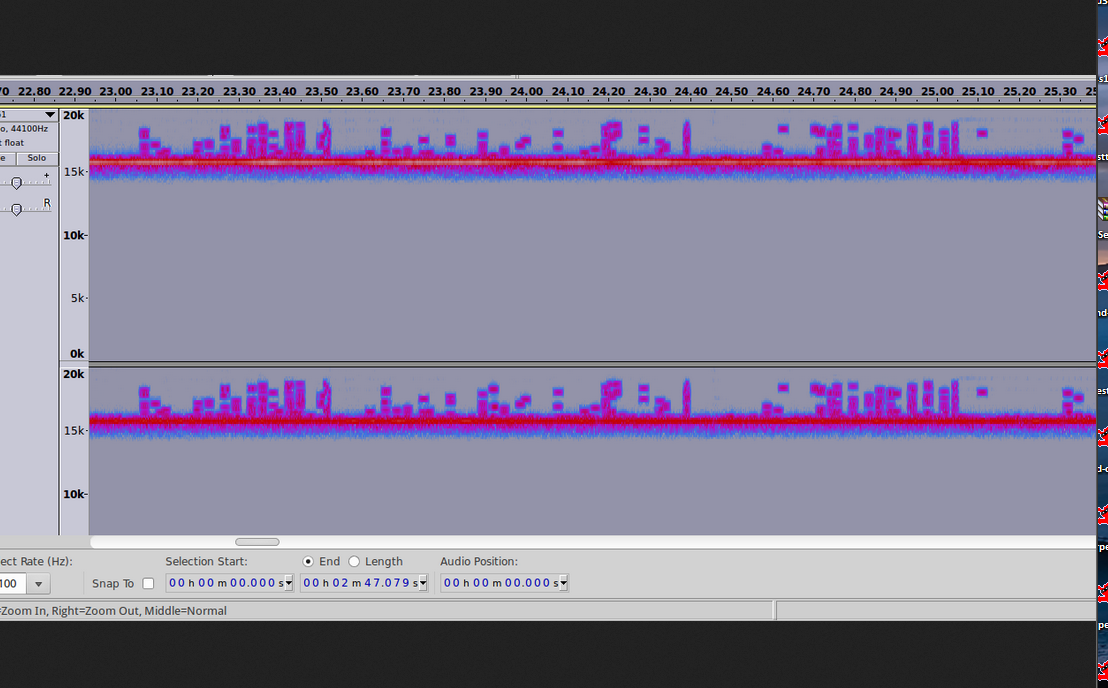 70 22.80 22.90 23.00 23.10 23.20 23.30 23.40 23.50 23.60 23.70 23.80 23.90 24.00 24.10 24.20 24.30 24.40 24.50 24.60 24.70 24.80 24.90 25.00 25.10 25.20 25.30 25
o, 44100Hz
t float
e Solo
+
R
20k
15k-
10k-
5k-
0k
20k
15k-
10k-
ect Rate (Hz):
Selection Start:
End Length
Audio Position:
100
Snap To
00 h 00 m 00.000 s
00 h 02 m 47.079 s
00 h 00 m 00.000 s
=Zoom In, Right=Zoom Out, Middle=Normal
s1
stt
Se
nd-
est
d-c
rpe
est
pe